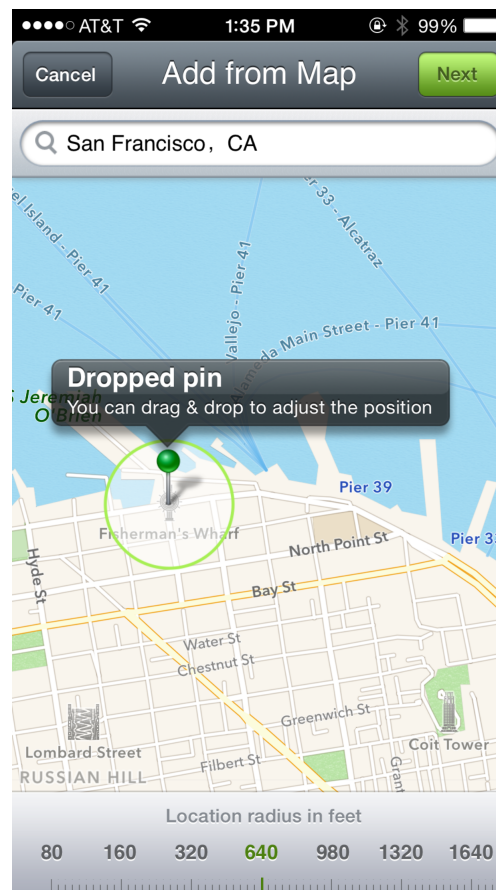 AT&T 1:35 PM 99%
Cancel Add from Map Next
San Francisco, CA
Pier 33 - Alcatraz
el Island - Pier 41
Pier 41
Vallejo - Pier 41
Alameda Main Street - Pier 41
Dropped pin
You can drag & drop to adjust the position
S Jeremiah
O'Brien
Pier 39
Fisherman's Wharf
North Point St
Pier 3
Hyde St
Bay St
Water St
Chestnut St
Greenwich St
Lombard Street
Coit Tower
Filbert St
Grant
RUSSIAN HILL
Location radius in feet
80 160 320 640 980 1320 1640